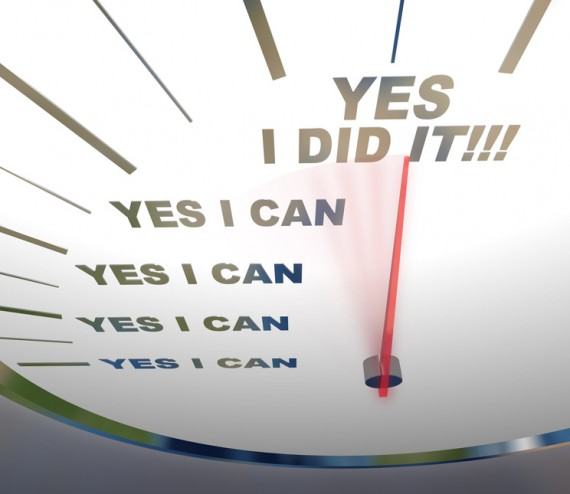 YES
I DID IT!!!
YES I CAN
YES I CAN
YES I CAN
YES I CAN